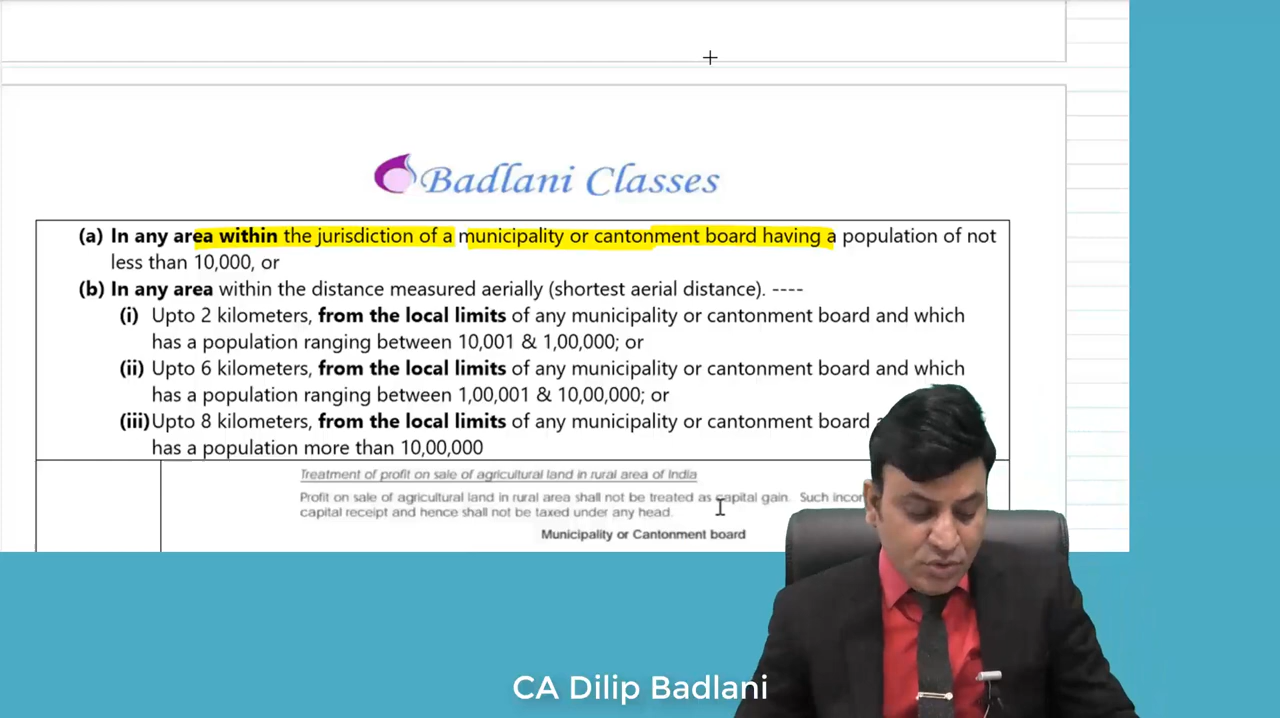 Badlani Classes
(a) In any area within the jurisdiction of a municipality or cantonment board having a population of not
less than 10,000, or
(b) In any area within the distance measured aerially (shortest aerial distance). ----
(i) Upto 2 kilometers, from the local limits of any municipality or cantonment board and which
has a population ranging between 10,001 & 1,00,000; or
(ii) Upto 6 kilometers, from the local limits of any municipality or cantonment board and which
has a population ranging between 1,00,001 & 10,00,000; or
(iii) Upto 8 kilometers, from the local limits of any municipality or cantonment board
has a population more than 10,00,000
Treatment of profit on sale of agricultural land in rural area of India
Profit on sale of agricultural land in rural area shall not be treated as capital gain. Such
capital receipt and hence shall not be taxed under any head.
Municipality or Cantonment board
CA Dilip Badlani